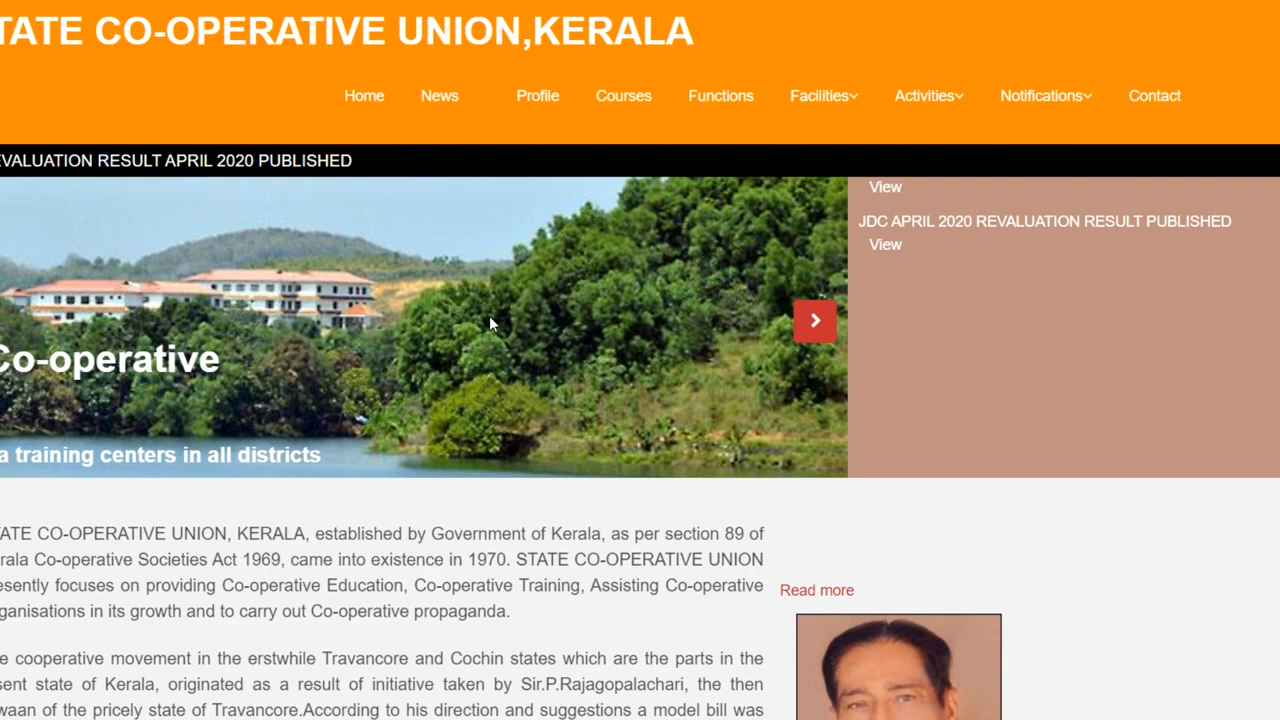 TATE CO-OPERATIVE UNION,KERALA
Home News Profile Courses Functions Facilities Activities Notifications Contact
EVALUATION RESULT APRIL 2020 PUBLISHED
View
JDC APRIL 2020 REVALUATION RESULT PUBLISHED
View
Co-operative
a training centers in all districts
TATE CO-OPERATIVE UNION, KERALA, established by Government of Kerala, as per section 89 of
rala Co-operative Societies Act 1969, came into existence in 1970. STATE CO-OPERATIVE UNION
esently focuses on providing Co-operative Education, Co-operative Training, Assisting Co-operative
ganisations in its growth and to carry out Co-operative propaganda.
Read more
e cooperative movement in the erstwhile Travancore and Cochin states which are the parts in the
sent state of Kerala, originated as a result of initiative taken by Sir.P.Rajagopalachari, the then
waan of the pricely state of Travancore.According to his direction and suggestions a model bill was